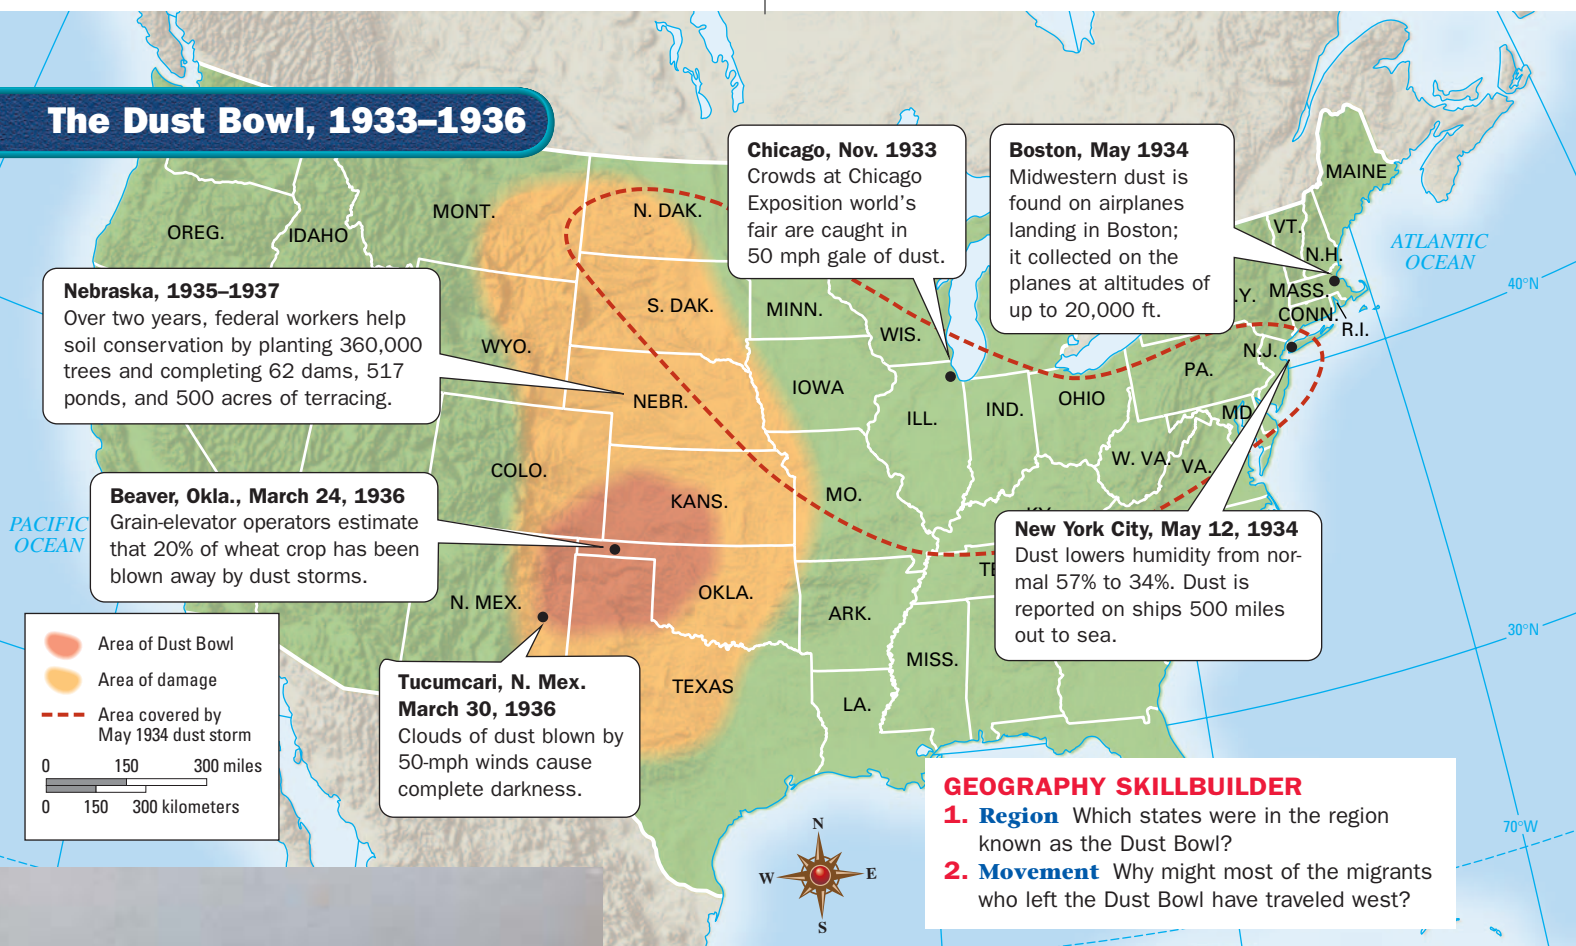 The Dust Bowl, 1933–1936
Chicago, Nov. 1933
Crowds at Chicago
Exposition world's
fair are caught in
50 mph gale of dust.
Boston, May 1934
Midwestern dust is
found on airplanes
landing in Boston;
it collected on the
planes at altitudes of
up to 20,000 ft.
MAINE
VT.
N.H.
MASS.
CONN.
R.I.
.Y.
N.J.
PA.
MD.
OREG.
IDAHO
MONT.
N. DAK.
S. DAK.
MINN.
WIS.
WYO.
NEBR.
IOWA
ILL.
IND.
OHIO
W. VA.
VA.
COLO.
KANS.
MO.
KY.
TE
N. MEX.
OKLA.
ARK.
MISS.
TEXAS
LA.
ATLANTIC
OCEAN
40°N
30°N
70°W
PACIFIC
OCEAN
Nebraska, 1935–1937
Over two years, federal workers help
soil conservation by planting 360,000
trees and completing 62 dams, 517
ponds, and 500 acres of terracing.
Beaver, Okla., March 24, 1936
Grain-elevator operators estimate
that 20% of wheat crop has been
blown away by dust storms.
New York City, May 12, 1934
Dust lowers humidity from nor-
mal 57% to 34%. Dust is
reported on ships 500 miles
out to sea.
Tucumcari, N. Mex.
March 30, 1936
Clouds of dust blown by
50-mph winds cause
complete darkness.
Area of Dust Bowl
Area of damage
Area covered by
May 1934 dust storm
0 150 300 miles
0 150 300 kilometers
N
W E
S
GEOGRAPHY SKILLBUILDER
1. Region Which states were in the region
known as the Dust Bowl?
2. Movement Why might most of the migrants
who left the Dust Bowl have traveled west?